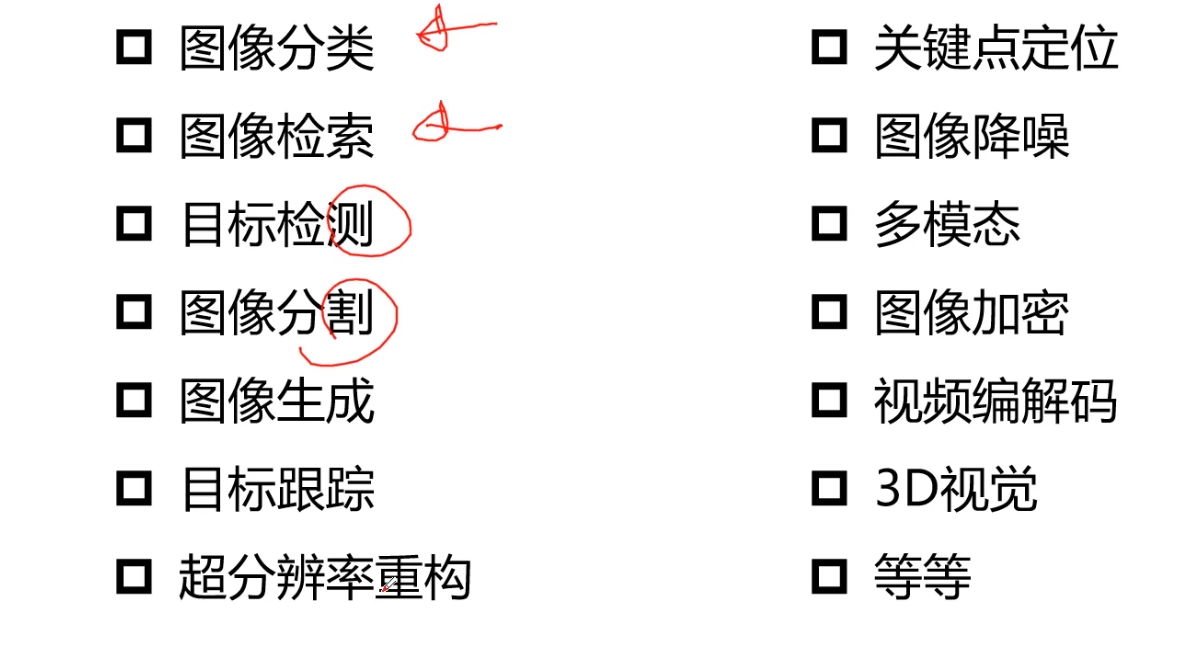 图像分类
图像检索
目标检测
图像分割
图像生成
目标跟踪
超分辨率重构
关键点定位
图像降噪
多模态
图像加密
视频编解码
3D视觉
等等